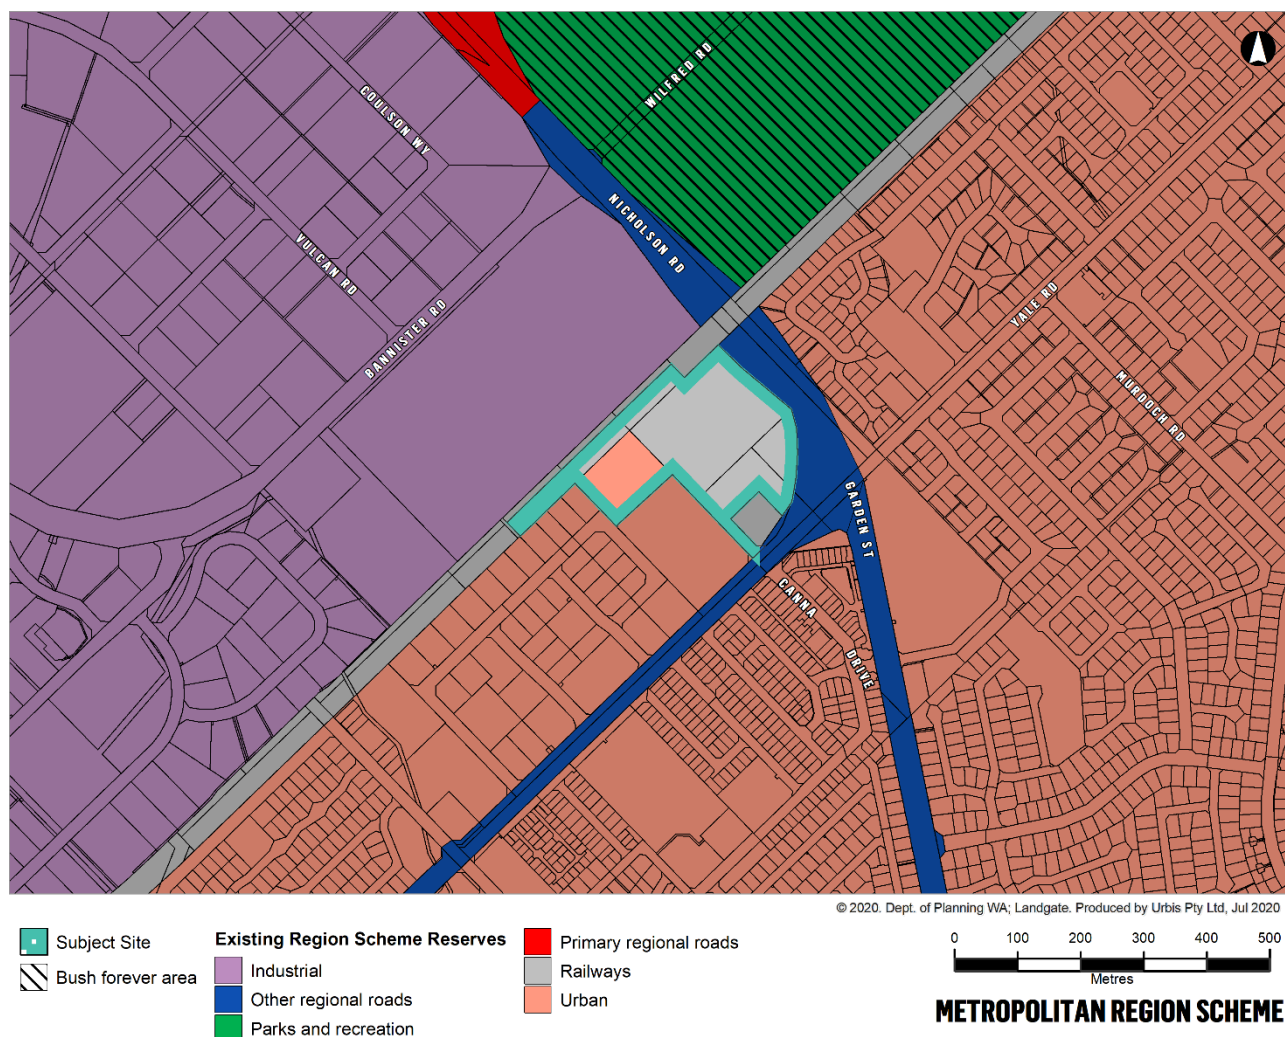 WILFRED RD
COULSON WY
NICHOLSON RD
VULCAN RD
BANNISTER RD
YALE RD
MURDOCH RD
GARDEN ST
CANNA
DRIVE
© 2020. Dept. of Planning WA; Landgate. Produced by Urbis Pty Ltd, Jul 2020
Subject Site
Bush forever area
Existing Region Scheme Reserves
Industrial
Other regional roads
Parks and recreation
Primary regional roads
Railways
Urban
0 100 200 300 400 500
Metres
METROPOLITAN REGION SCHEME